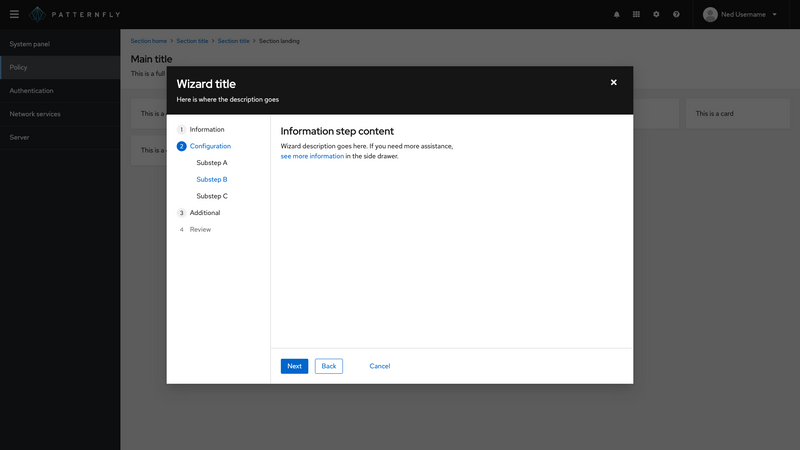 PATTERNFLY
Ned Username
System panel
Policy
Authentication
Network services
Server
Section home > Section title > Section title > Section landing
Main title
This is a full
This is a
This is a card
This is a
Wizard title
Here is where the description goes
1 Information
2 Configuration
Substep A
Substep B
Substep C
3 Additional
4 Review
Information step content
Wizard description goes here. If you need more assistance,
see more information in the side drawer.
Next
Back
Cancel